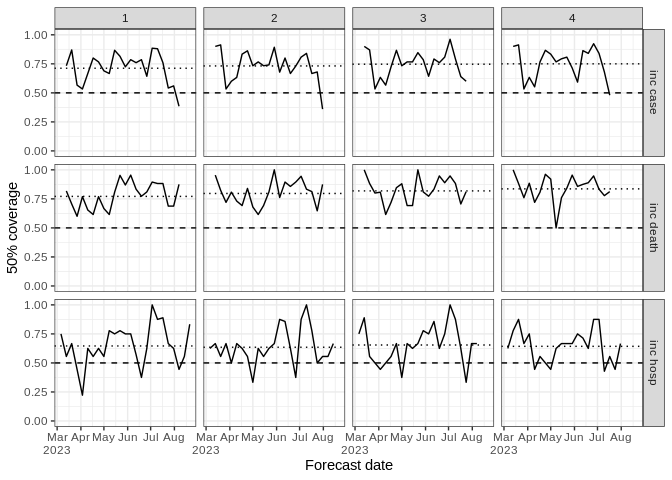 1 2 3 4
1.00
0.75
0.50
0.25
0.00
inc case
1.00
0.75
0.50
0.25
0.00
inc death
1.00
0.75
0.50
0.25
0.00
inc hosp
50% coverage
Mar Apr May Jun Jul Aug Mar Apr May Jun Jul Aug Mar Apr May Jun Jul Aug Mar Apr May Jun Jul Aug
2023 2023 2023 2023
Forecast date